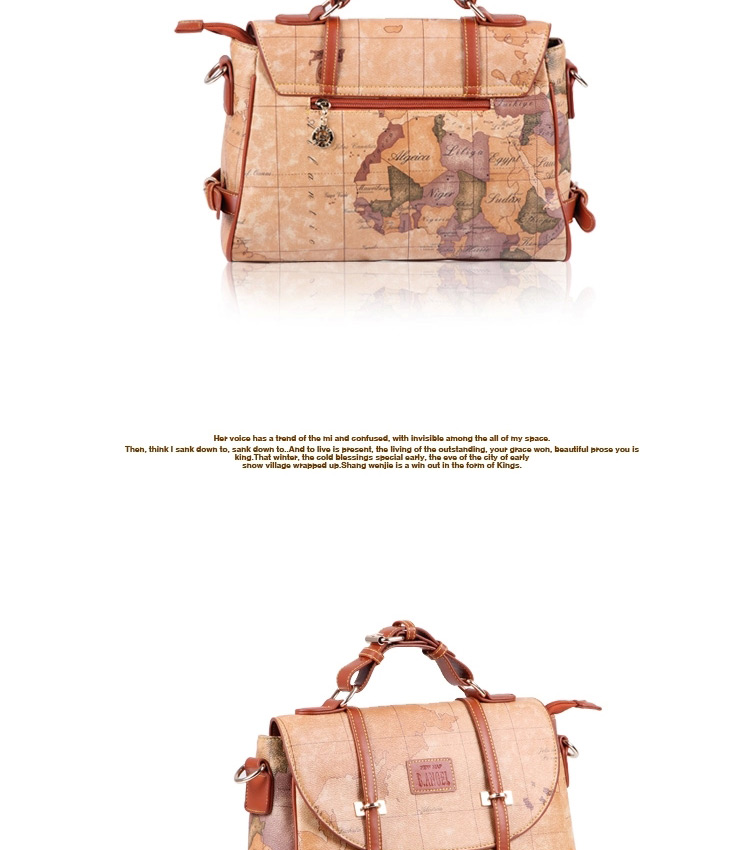 Türkiye
Algeria
Libya
Egypt
Niger
Sudan
Her voice has a trend of the mi and confused, with invisible among the all of my space.
Then, think I sank down to, sank down to..And to live is present, the living of the outstanding, your grace won, beautiful prose you is
king.That winter, the cold blessings special early, the eve of the city of early
snow village wrapped up.Shang wenjie is a win out in the form of Kings.